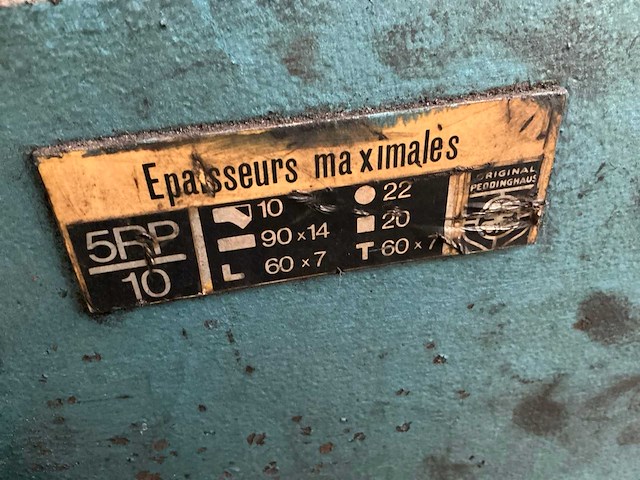 Epaisseurs maximales
5RP
10
10
90 x 14
60 x 7
22
20
60 x 7
ORIGINAL
PEDDINGHAUS